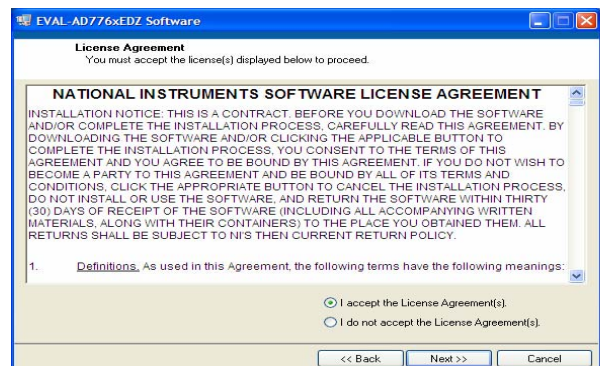 EVAL-AD776xEDZ Software
License Agreement
You must accept the license(s) displayed below to proceed.
NATIONAL INSTRUMENTS SOFTWARE LICENSE AGREEMENT
INSTALLATION NOTICE: THIS IS A CONTRACT. BEFORE YOU DOWNLOAD THE SOFTWARE
AND/OR COMPLETE THE INSTALLATION PROCESS, CAREFULLY READ THIS AGREEMENT. BY
DOWNLOADING THE SOFTWARE AND/OR CLICKING THE APPLICABLE BUTTON TO
COMPLETE THE INSTALLATION PROCESS, YOU CONSENT TO THE TERMS OF THIS
AGREEMENT AND YOU AGREE TO BE BOUND BY THIS AGREEMENT. IF YOU DO NOT WISH TO
BECOME A PARTY TO THIS AGREEMENT AND BE BOUND BY ALL OF ITS TERMS AND
CONDITIONS, CLICK THE APPROPRIATE BUTTON TO CANCEL THE INSTALLATION PROCESS,
DO NOT INSTALL OR USE THE SOFTWARE, AND RETURN THE SOFTWARE WITHIN THIRTY
(30) DAYS OF RECEIPT OF THE SOFTWARE (INCLUDING ALL ACCOMPANYING WRITTEN
MATERIALS, ALONG WITH THEIR CONTAINERS) TO THE PLACE YOU OBTAINED THEM. ALL
RETURNS SHALL BE SUBJECT TO NI'S THEN CURRENT RETURN POLICY.
1. Definitions. As used in this Agreement, the following terms have the following meanings:
I accept the License Agreement(s).
I do not accept the License Agreement(s).
<< Back Next >> Cancel